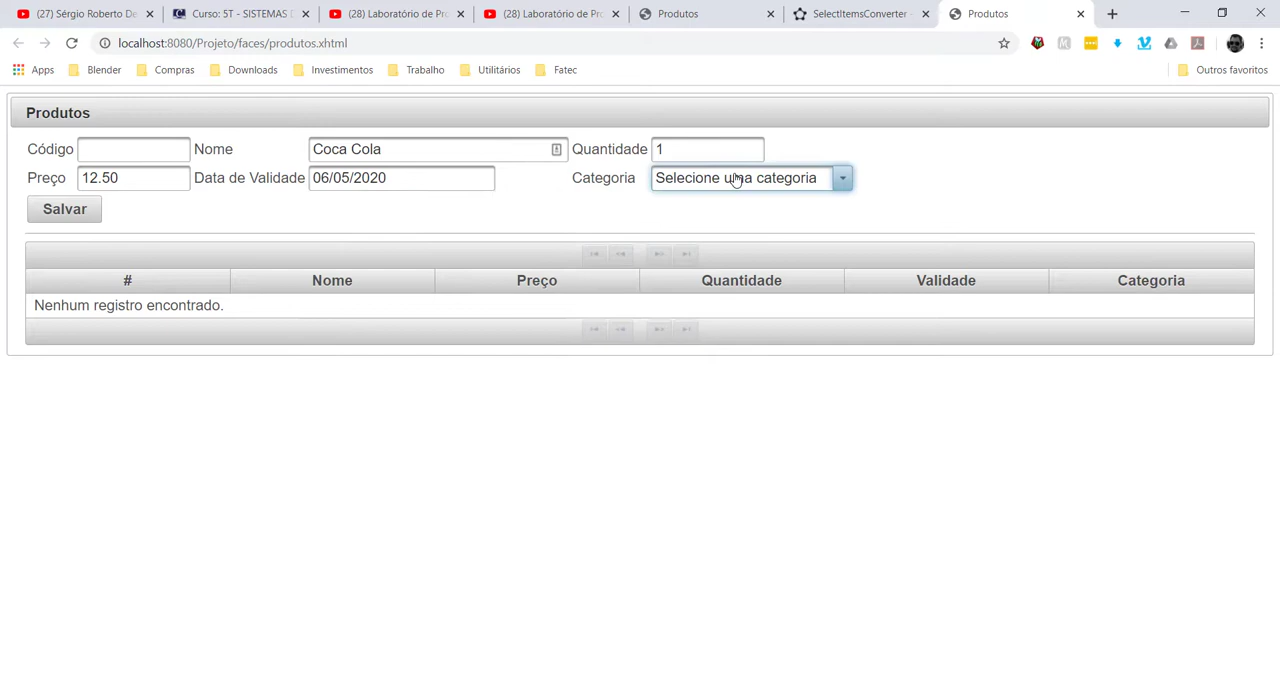 (27) Sérgio Roberto De
Curso: 5T - SISTEMAS D
(28) Laboratório de Pro
(28) Laboratório de Pro
Produtos
SelectItemsConverter -
Produtos
localhost:8080/Projeto/faces/produtos.xhtml
Apps Blender Compras Downloads Investimentos Trabalho Utilitários Fatec Outros favoritos
Produtos
Código Nome Coca Cola Quantidade 1
Preço 12.50 Data de Validade 06/05/2020 Categoria Selecione uma categoria
Salvar
# Nome Preço Quantidade Validade Categoria
Nenhum registro encontrado.